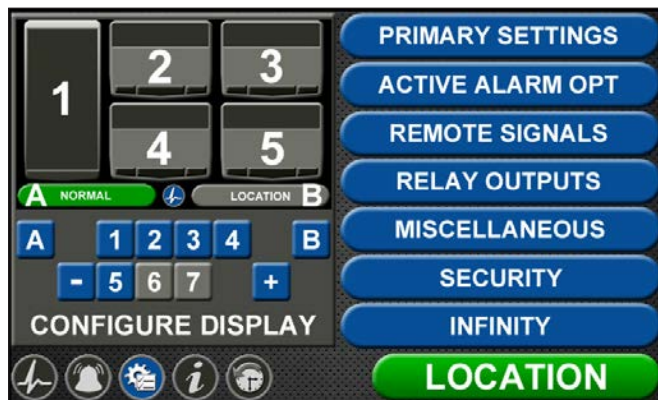 1 2 3
4 5
A NORMAL LOCATION B
A 1 2 3 4 B
- 5 6 7 +
CONFIGURE DISPLAY
PRIMARY SETTINGS
ACTIVE ALARM OPT
REMOTE SIGNALS
RELAY OUTPUTS
MISCELLANEOUS
SECURITY
INFINITY
i
LOCATION